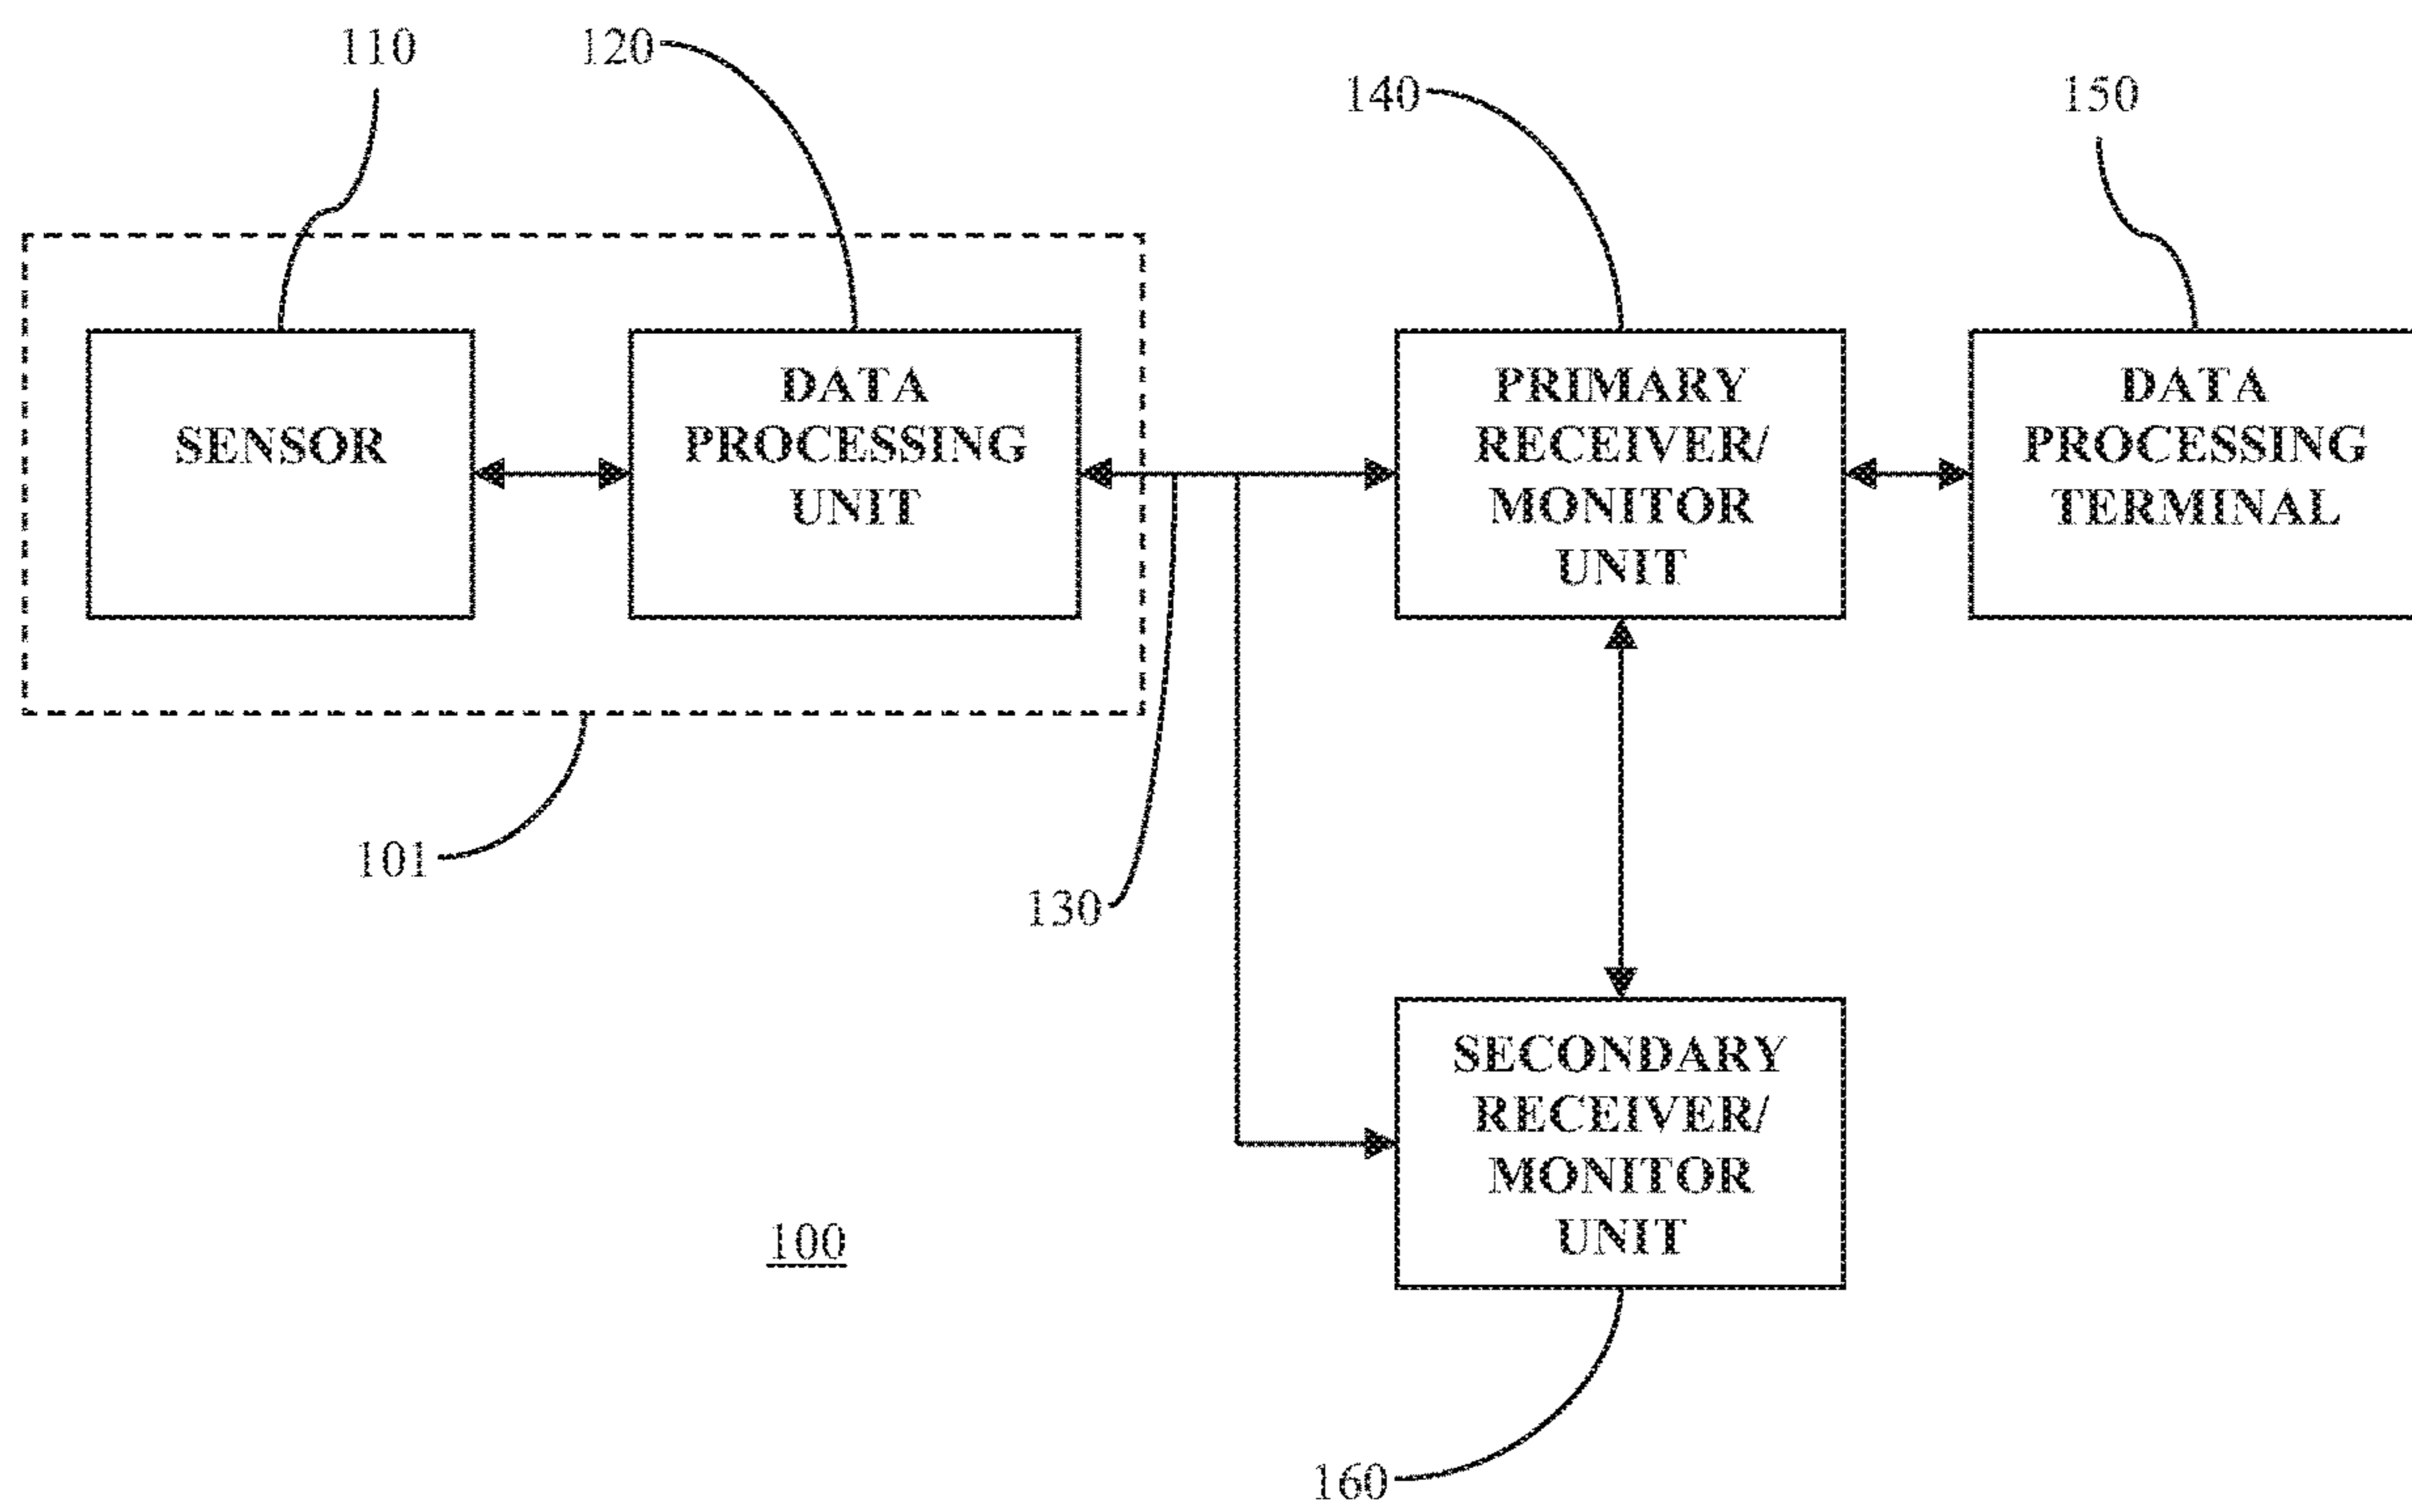 110
120
140
150
SENSOR
DATA
PROCESSING
UNIT
PRIMARY
RECEIVER/
MONITOR
UNIT
DATA
PROCESSING
TERMINAL
101
130
SECONDARY
RECEIVER/
MONITOR
UNIT
100
160